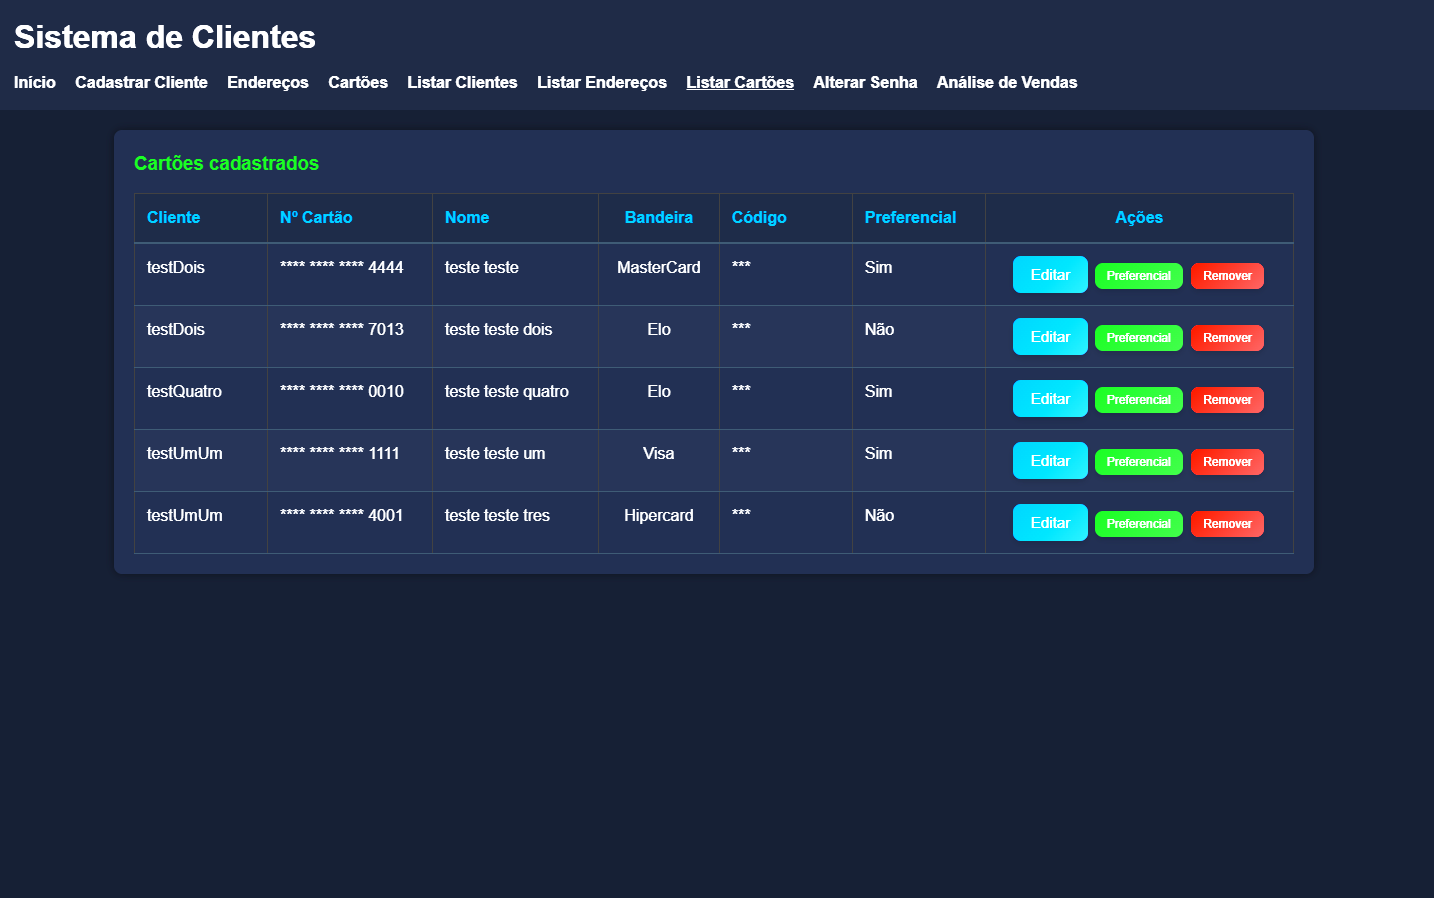 Sistema de Clientes
Início Cadastrar Cliente Endereços Cartões Listar Clientes Listar Endereços Listar Cartões Alterar Senha Análise de Vendas
Cartões cadastrados
Cliente Nº Cartão Nome Bandeira Código Preferencial Ações
testDois **** **** **** 4444 teste teste MasterCard *** Sim Editar Preferencial Remover
testDois **** **** **** 7013 teste teste dois Elo *** Não Editar Preferencial Remover
testQuatro **** **** **** 0010 teste teste quatro Elo *** Sim Editar Preferencial Remover
testUmUm **** **** **** 1111 teste teste um Visa *** Sim Editar Preferencial Remover
testUmUm **** **** **** 4001 teste teste tres Hipercard *** Não Editar Preferencial Remover